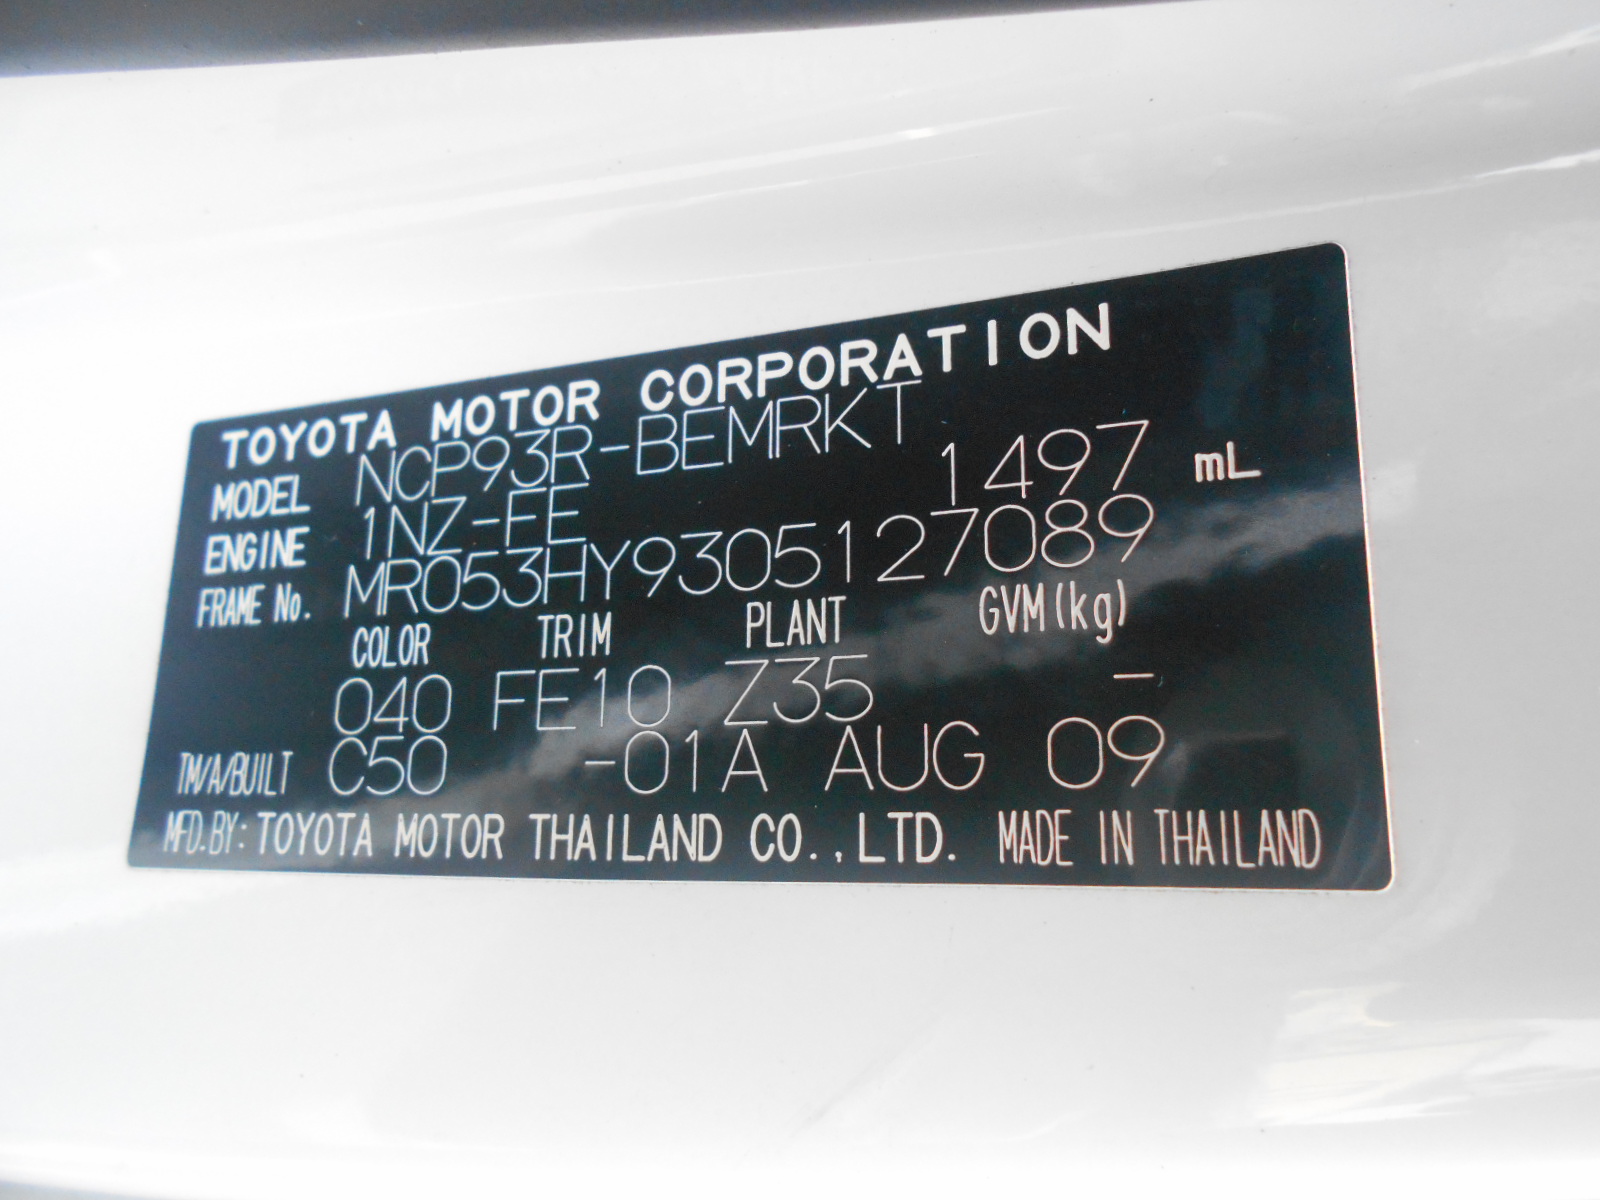 TOYOTA MOTOR CORPORATION
MODEL NCP93R-BEMRKT
ENGINE 1NZ-FE 1497 mL
FRAME No. MR053HY9305127089
COLOR TRIM PLANT GVM(kg)
040 FE10 Z35 -
TM/A/BUILT C50 -01A AUG 09
MFD.BY: TOYOTA MOTOR THAILAND CO.,LTD. MADE IN THAILAND